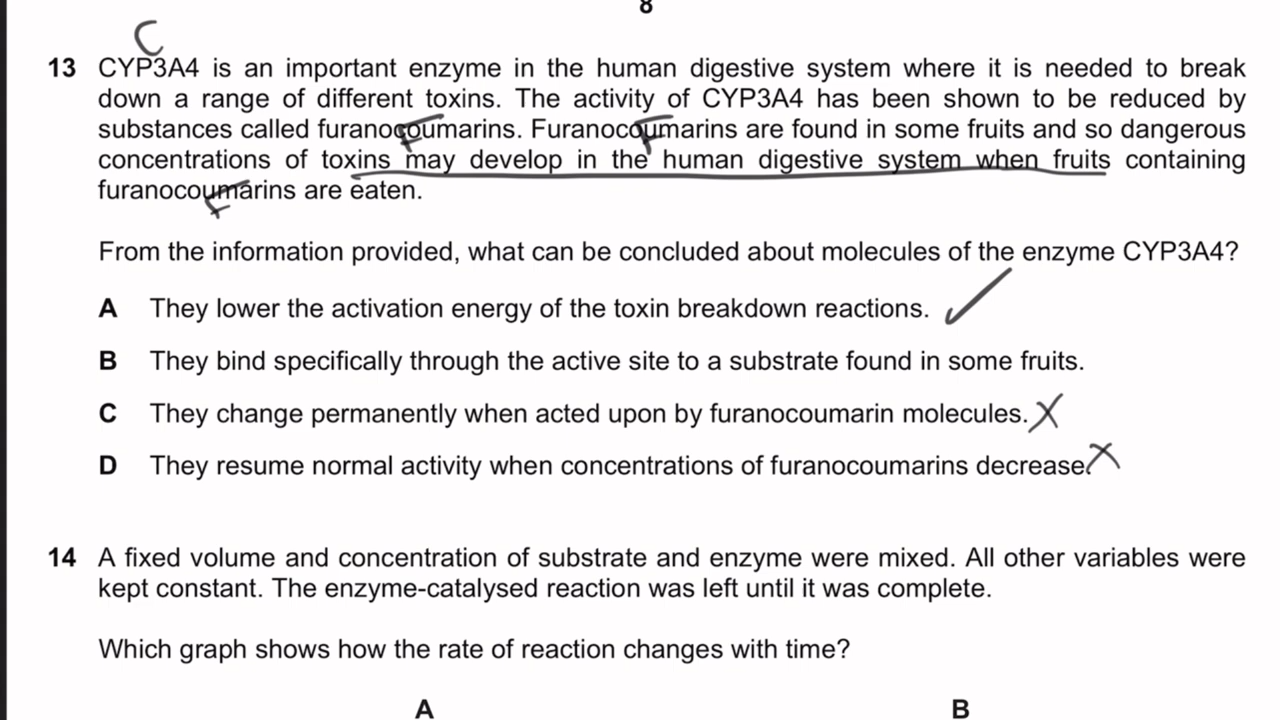 8
C
13 CYP3A4 is an important enzyme in the human digestive system where it is needed to break
down a range of different toxins. The activity of CYP3A4 has been shown to be reduced by
substances called furanocoumarins. Furanocoumarins are found in some fruits and so dangerous
F F
concentrations of toxins may develop in the human digestive system when fruits containing
furanocoumarins are eaten.
F
From the information provided, what can be concluded about molecules of the enzyme CYP3A4?
A They lower the activation energy of the toxin breakdown reactions. ✓
B They bind specifically through the active site to a substrate found in some fruits.
C They change permanently when acted upon by furanocoumarin molecules. X
D They resume normal activity when concentrations of furanocoumarins decrease. X
14 A fixed volume and concentration of substrate and enzyme were mixed. All other variables were
kept constant. The enzyme-catalysed reaction was left until it was complete.
Which graph shows how the rate of reaction changes with time?
A B